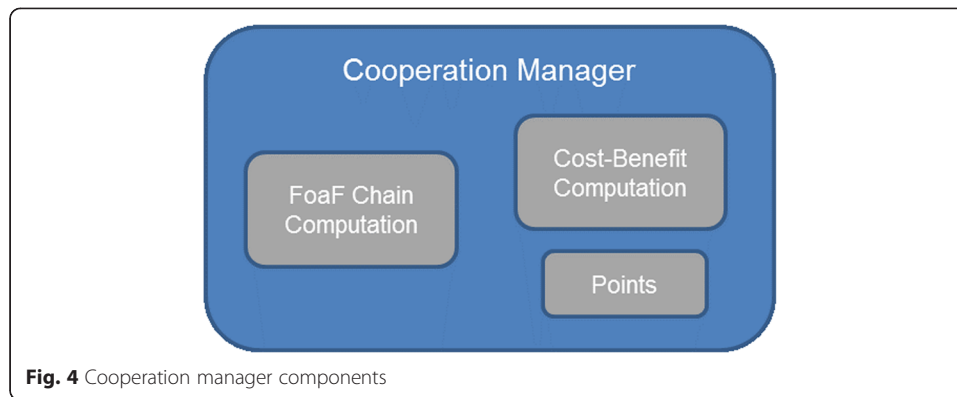 Cooperation Manager
FoaF Chain
Computation
Cost-Benefit
Computation
Points
Fig. 4 Cooperation manager components